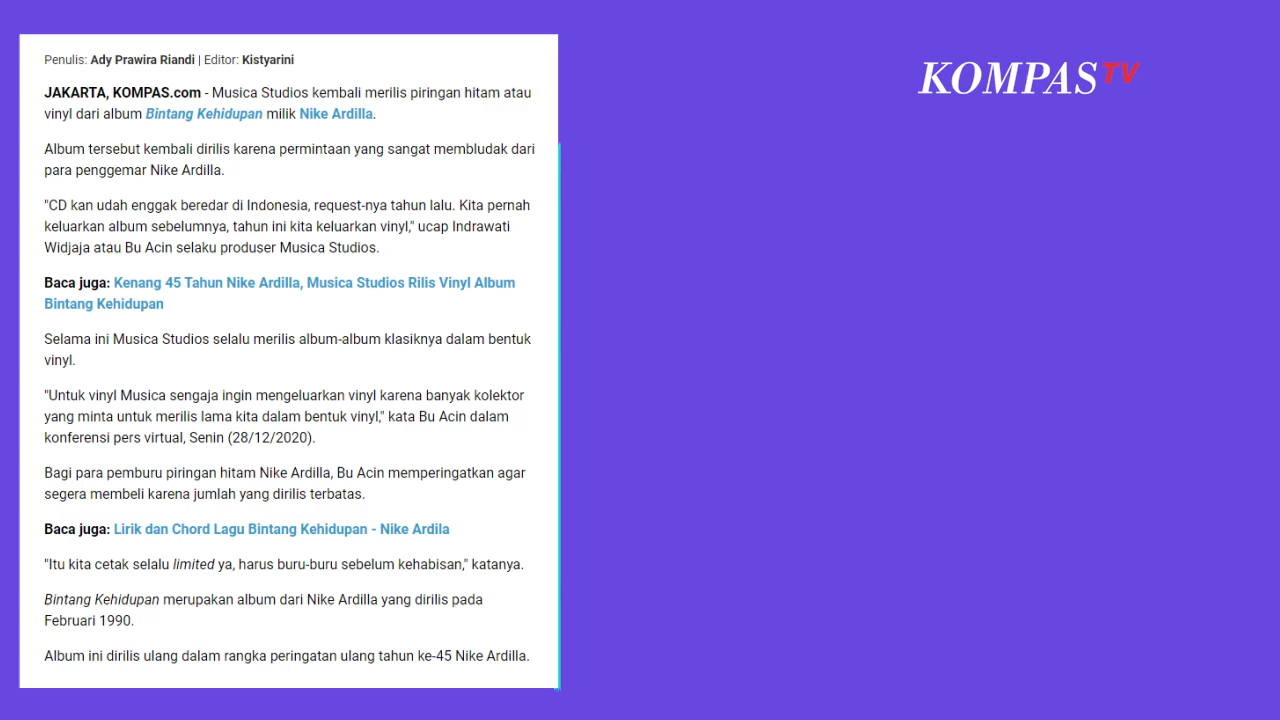 Penulis: Ady Prawira Riandi | Editor: Kistyarini
JAKARTA, KOMPAS.com - Musica Studios kembali merilis piringan hitam atau
vinyl dari album Bintang Kehidupan milik Nike Ardilla.
Album tersebut kembali dirilis karena permintaan yang sangat membludak dari
para penggemar Nike Ardilla.
"CD kan udah enggak beredar di Indonesia, request-nya tahun lalu. Kita pernah
keluarkan album sebelumnya, tahun ini kita keluarkan vinyl," ucap Indrawati
Widjaja atau Bu Acin selaku produser Musica Studios.
Baca juga: Kenang 45 Tahun Nike Ardilla, Musica Studios Rilis Vinyl Album
Bintang Kehidupan
Selama ini Musica Studios selalu merilis album-album klasiknya dalam bentuk
vinyl.
"Untuk vinyl Musica sengaja ingin mengeluarkan vinyl karena banyak kolektor
yang minta untuk merilis lama kita dalam bentuk vinyl," kata Bu Acin dalam
konferensi pers virtual, Senin (28/12/2020).
Bagi para pemburu piringan hitam Nike Ardilla, Bu Acin memperingatkan agar
segera membeli karena jumlah yang dirilis terbatas.
Baca juga: Lirik dan Chord Lagu Bintang Kehidupan - Nike Ardila
"Itu kita cetak selalu limited ya, harus buru-buru sebelum kehabisan," katanya.
Bintang Kehidupan merupakan album dari Nike Ardilla yang dirilis pada
Februari 1990.
Album ini dirilis ulang dalam rangka peringatan ulang tahun ke-45 Nike Ardilla.
KOMPAS TV